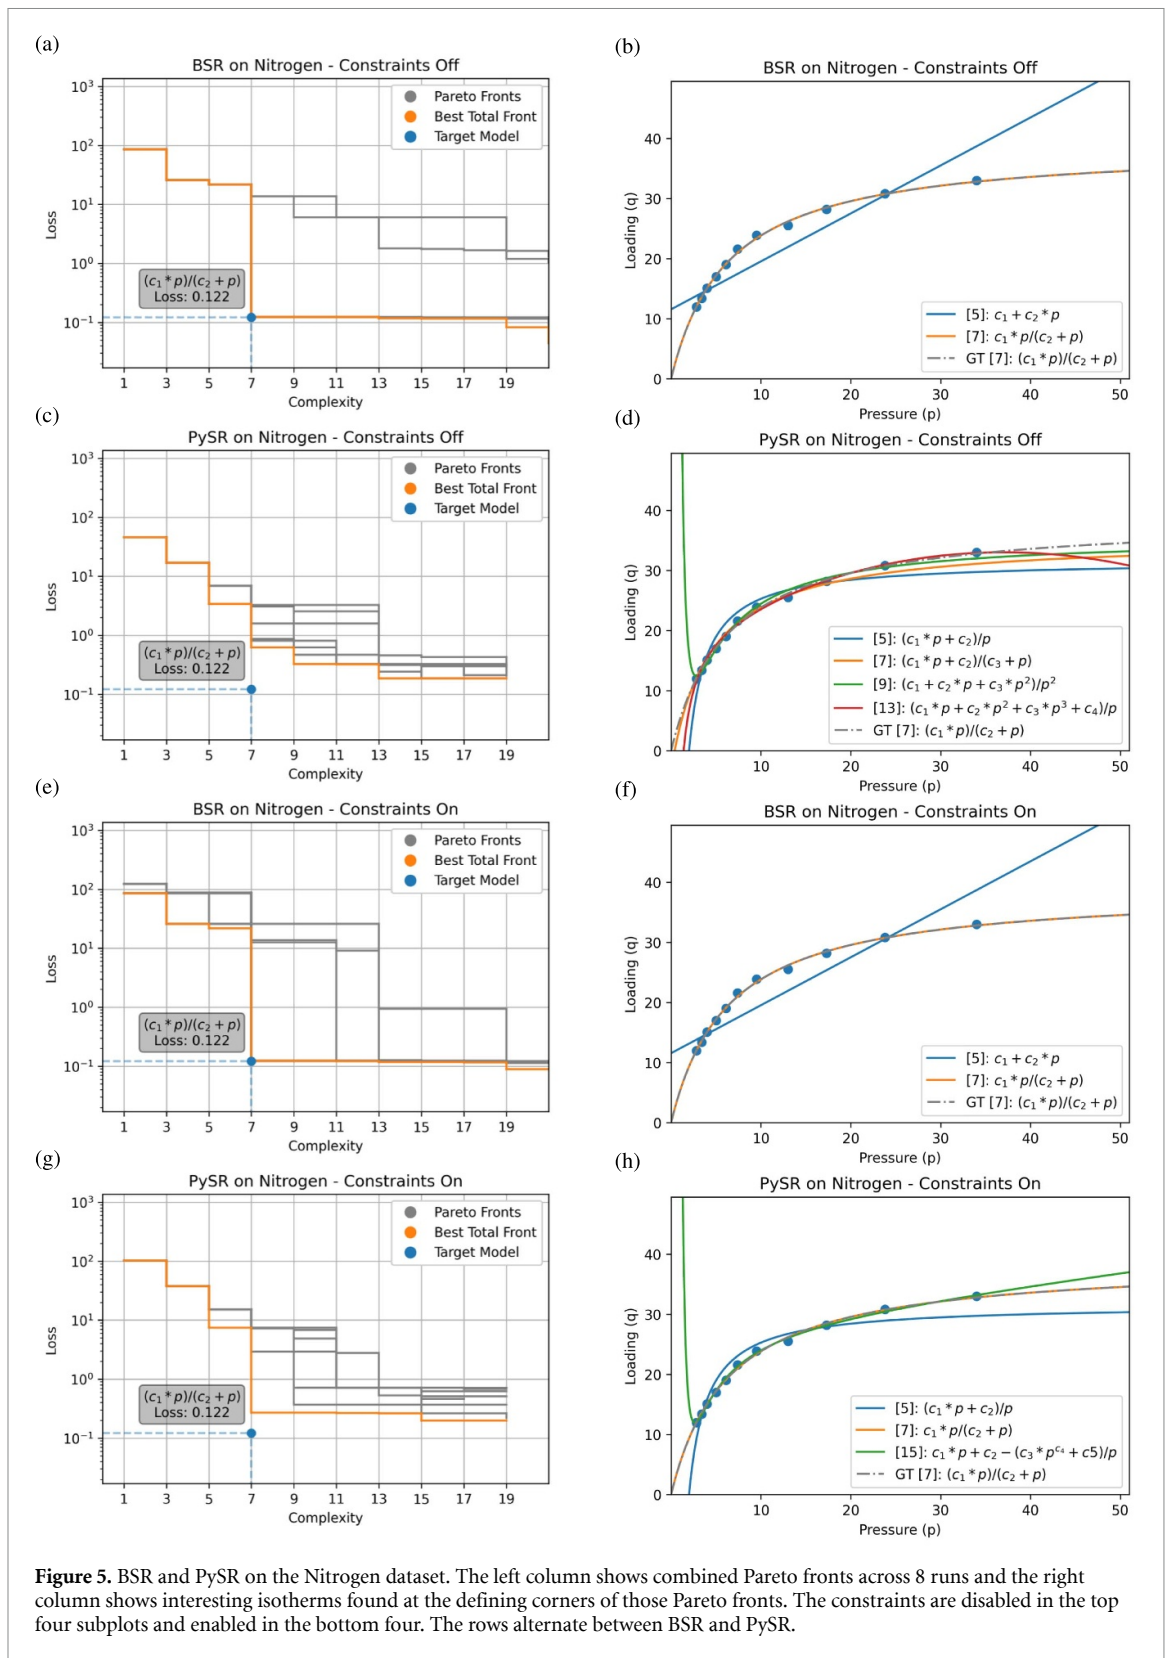 (a)
BSR on Nitrogen - Constraints Off
10³
10²
10¹
10⁰
10⁻¹
Loss
Pareto Fronts
Best Total Front
Target Model
(c₁ * p)/(c₂ + p)
Loss: 0.122
1 3 5 7 9 11 13 15 17 19
Complexity
(b)
BSR on Nitrogen - Constraints Off
40
30
20
10
0
Loading (q)
[5]: c₁ + c₂ * p
[7]: c₁ * p/(c₂ + p)
GT [7]: (c₁ * p)/(c₂ + p)
10 20 30 40 50
Pressure (p)
(c)
PySR on Nitrogen - Constraints Off
10³
10²
10¹
10⁰
10⁻¹
Loss
Pareto Fronts
Best Total Front
Target Model
(c₁ * p)/(c₂ + p)
Loss: 0.122
1 3 5 7 9 11 13 15 17 19
Complexity
(d)
PySR on Nitrogen - Constraints Off
40
30
20
10
0
Loading (q)
[5]: (c₁ * p + c₂)/p
[7]: (c₁ * p + c₂)/(c₃ + p)
[9]: (c₁ + c₂ * p + c₃ * p²)/p²
[13]: (c₁ * p + c₂ * p² + c₃ * p³ + c₄)/p
GT [7]: (c₁ * p)/(c₂ + p)
10 20 30 40 50
Pressure (p)
(e)
BSR on Nitrogen - Constraints On
10³
10²
10¹
10⁰
10⁻¹
Loss
Pareto Fronts
Best Total Front
Target Model
(c₁ * p)/(c₂ + p)
Loss: 0.122
1 3 5 7 9 11 13 15 17 19
Complexity
(f)
BSR on Nitrogen - Constraints On
40
30
20
10
0
Loading (q)
[5]: c₁ + c₂ * p
[7]: c₁ * p/(c₂ + p)
GT [7]: (c₁ * p)/(c₂ + p)
10 20 30 40 50
Pressure (p)
(g)
PySR on Nitrogen - Constraints On
10³
10²
10¹
10⁰
10⁻¹
Loss
Pareto Fronts
Best Total Front
Target Model
(c₁ * p)/(c₂ + p)
Loss: 0.122
1 3 5 7 9 11 13 15 17 19
Complexity
(h)
PySR on Nitrogen - Constraints On
40
30
20
10
0
Loading (q)
[5]: (c₁ * p + c₂)/p
[7]: c₁ * p/(c₂ + p)
[15]: c₁ * p + c₂ − (c₃ * p^c₄ + c5)/p
GT [7]: (c₁ * p)/(c₂ + p)
10 20 30 40 50
Pressure (p)
Figure 5. BSR and PySR on the Nitrogen dataset. The left column shows combined Pareto fronts across 8 runs and the right
column shows interesting isotherms found at the defining corners of those Pareto fronts. The constraints are disabled in the top
four subplots and enabled in the bottom four. The rows alternate between BSR and PySR.